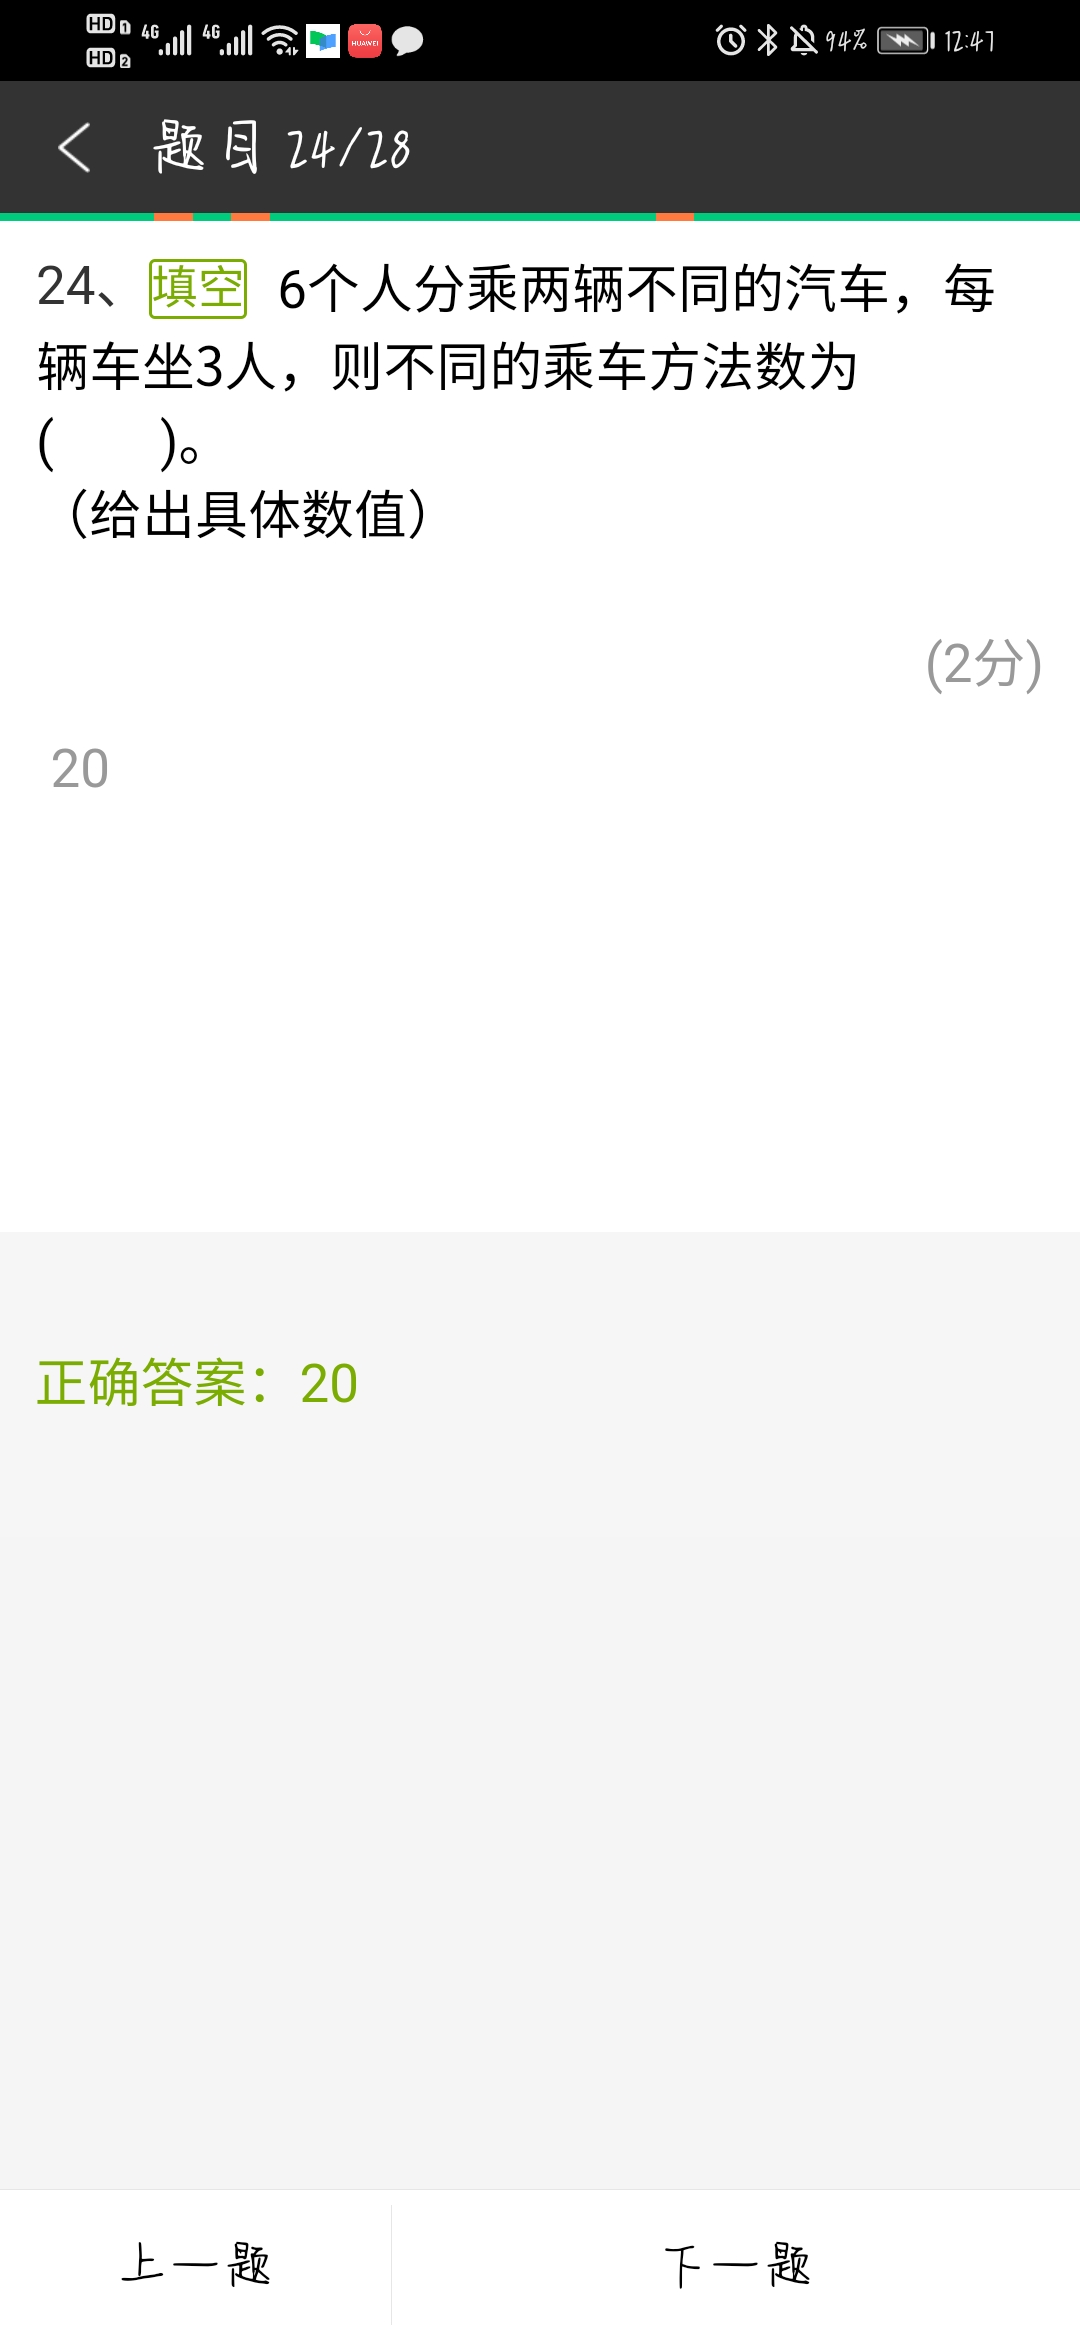 HD 1 4G 4G HUAWEI 94% 12:47
HD 2
题目 24/28
24、填空 6个人分乘两辆不同的汽车，每
辆车坐3人，则不同的乘车方法数为
(  )。
（给出具体数值）
(2分)
20
正确答案：20
上一题 下一题